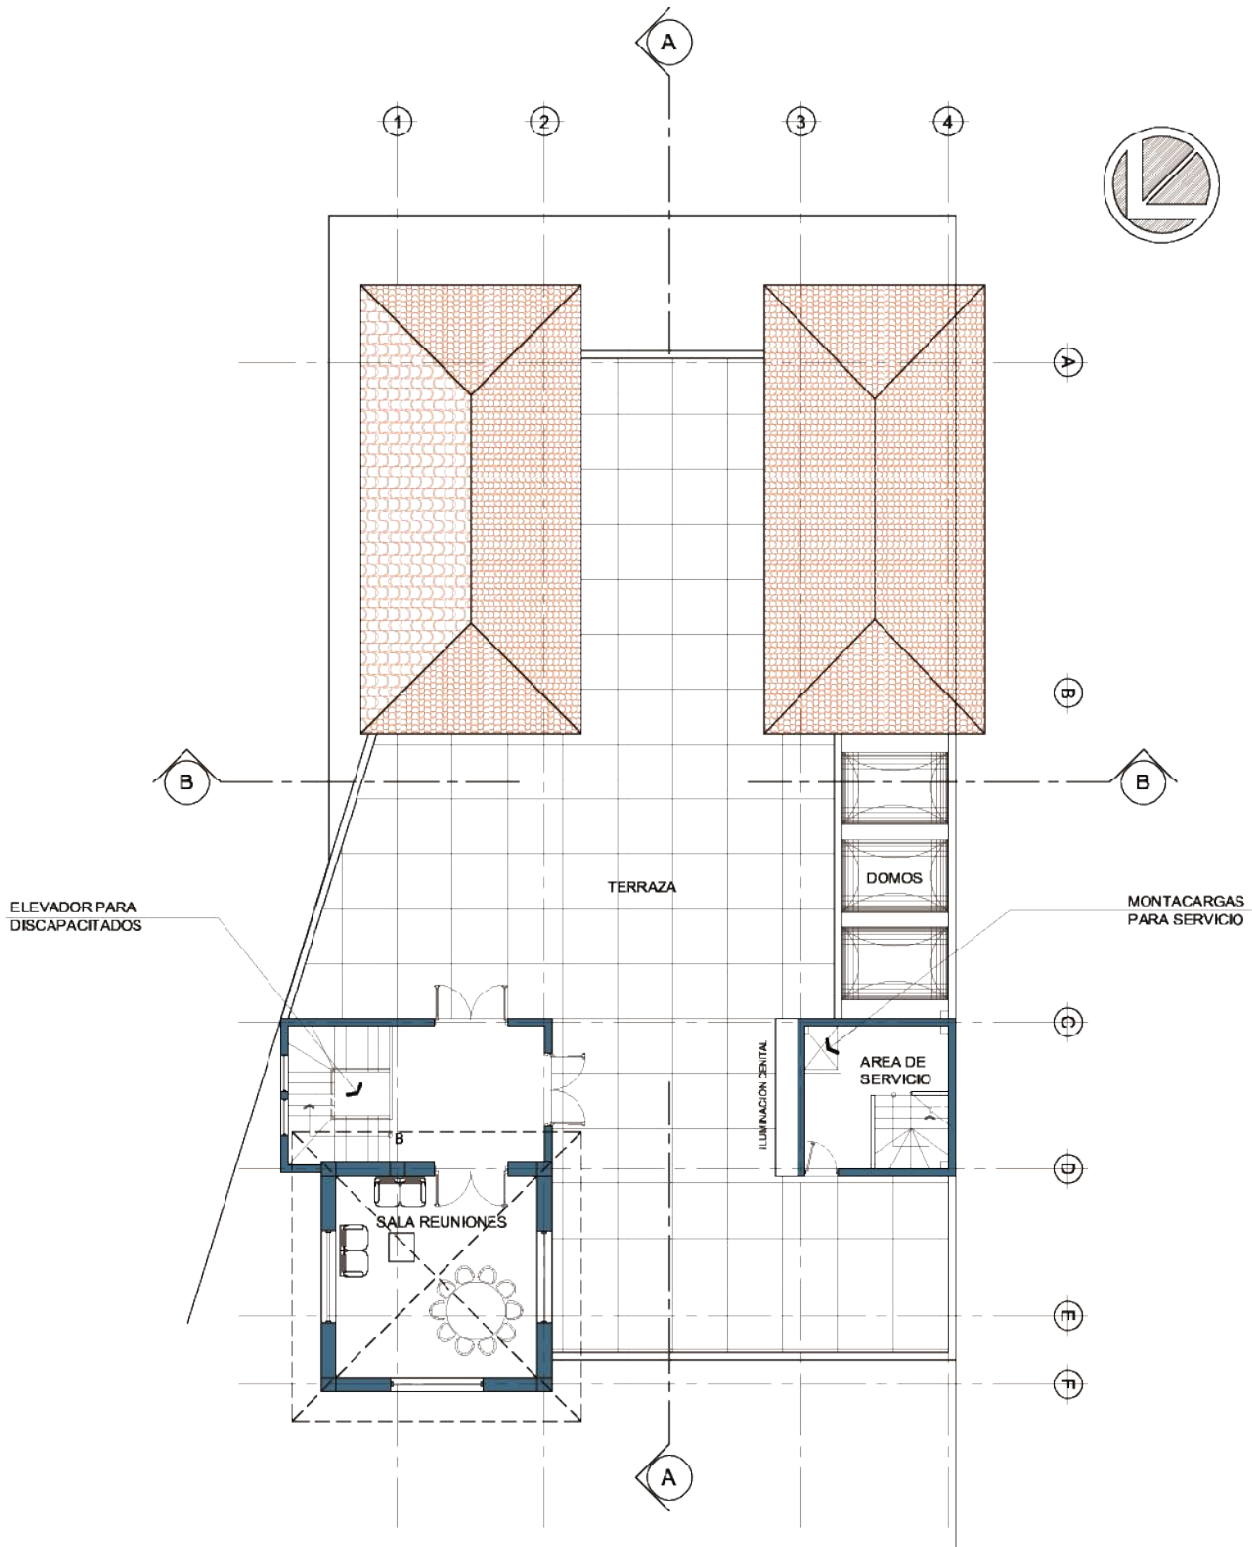 A
1
2
3
4
A
B
B
B
TERRAZA
DOMOS
ELEVADOR PARA
DISCAPACITADOS
MONTACARGAS
PARA SERVICIO
C
ILUMINACION CENITAL
AREA DE
SERVICIO
B
D
SALA REUNIONES
E
F
A